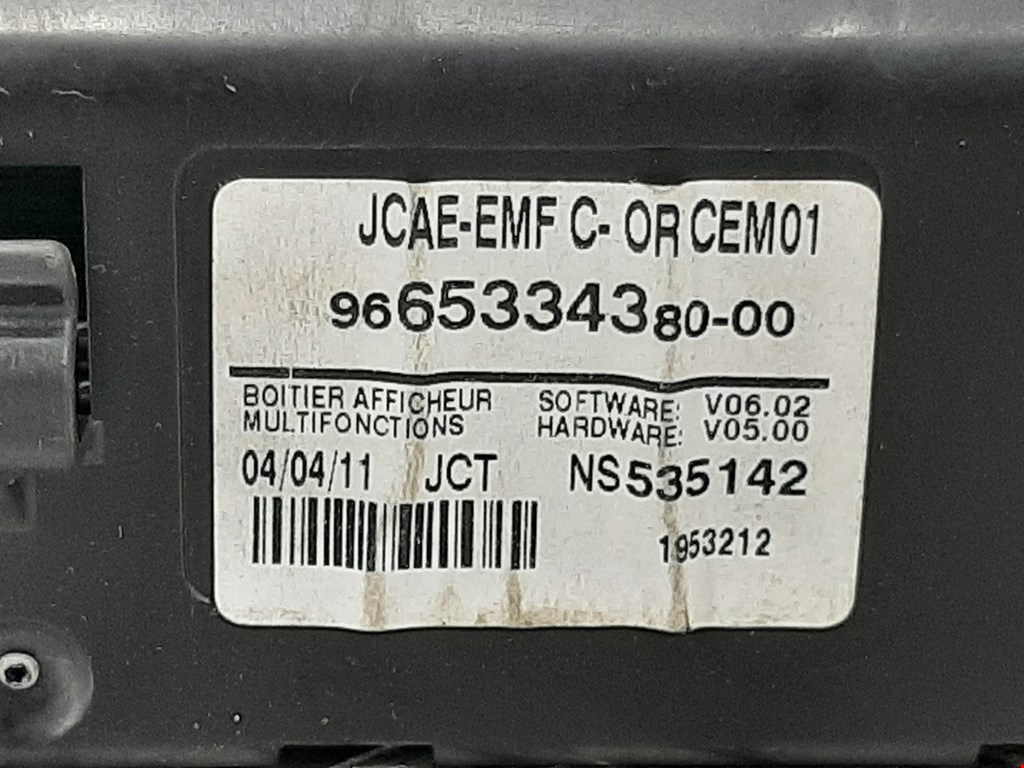 JCAE-EMF C- OR CEM01
9665334380-00
BOITIER AFFICHEUR
MULTIFONCTIONS
SOFTWARE: V06.02
HARDWARE: V05.00
04/04/11 JCT NS535142
1953212